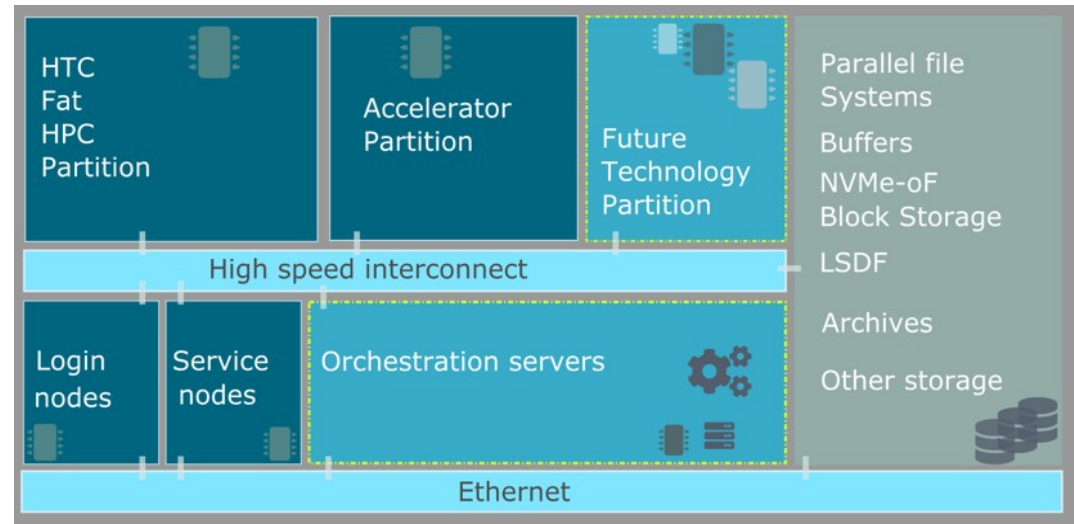 HTC
Fat
HPC
Partition
Accelerator
Partition
Future
Technology
Partition
Parallel file
Systems
Buffers
NVMe-oF
Block Storage
LSDF
Archives
Other storage
High speed interconnect
Login
nodes
Service
nodes
Orchestration servers
Ethernet